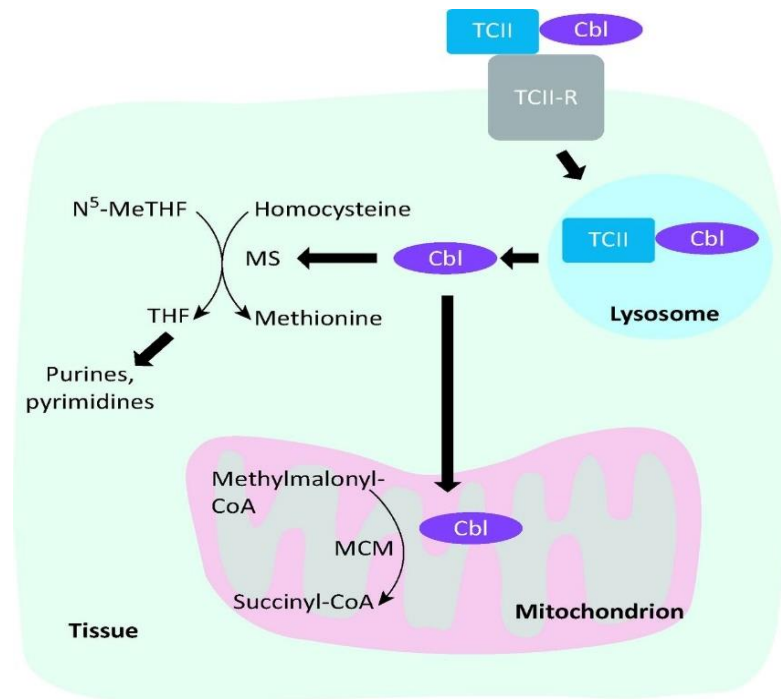 TCII
Cbl
TCII-R
TCII
Cbl
Lysosome
N⁵-MeTHF
Homocysteine
MS
Cbl
THF
Methionine
Purines,
pyrimidines
Methylmalonyl-
CoA
MCM
Cbl
Succinyl-CoA
Mitochondrion
Tissue